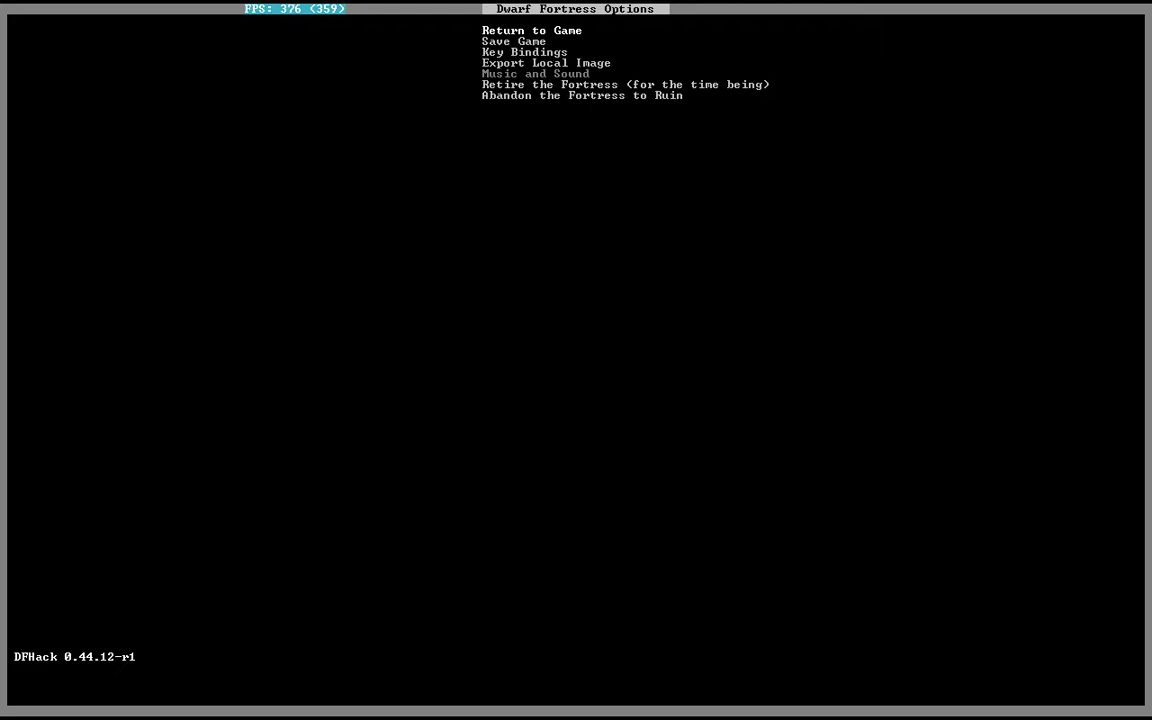 FPS: 376 (359)
Dwarf Fortress Options
Return to Game
Save Game
Key Bindings
Export Local Image
Music and Sound
Retire the Fortress (for the time being)
Abandon the Fortress to Ruin
DFHack 0.44.12-r1